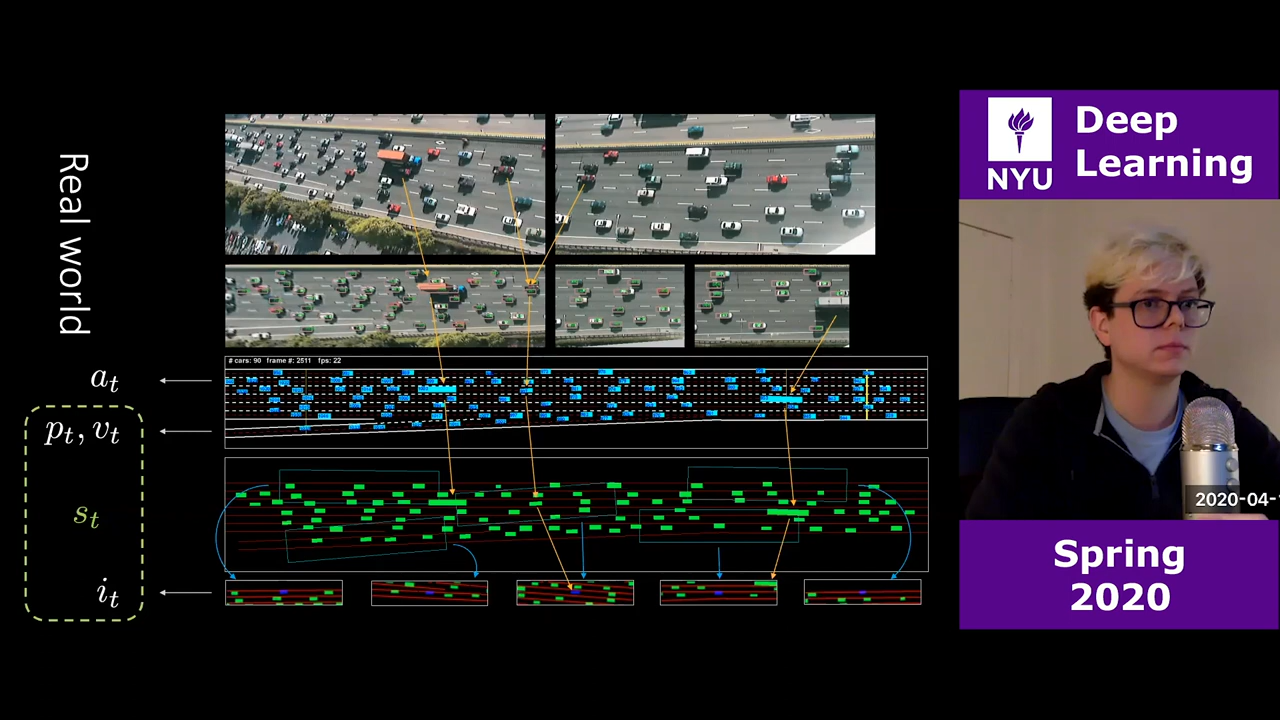 Real world
# cars: 90 frame #: 2511 fps: 22
a_t
p_t, v_t
s_t
i_t
NYU
Deep
Learning
2020-04-
Spring
2020